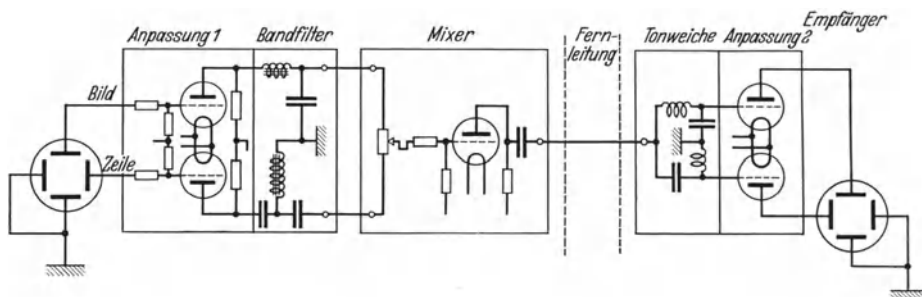 Anpassung 1
Bandfilter
Mixer
Fern-
leitung
Tonweiche
Anpassung 2
Empfänger
Bild
Zeile